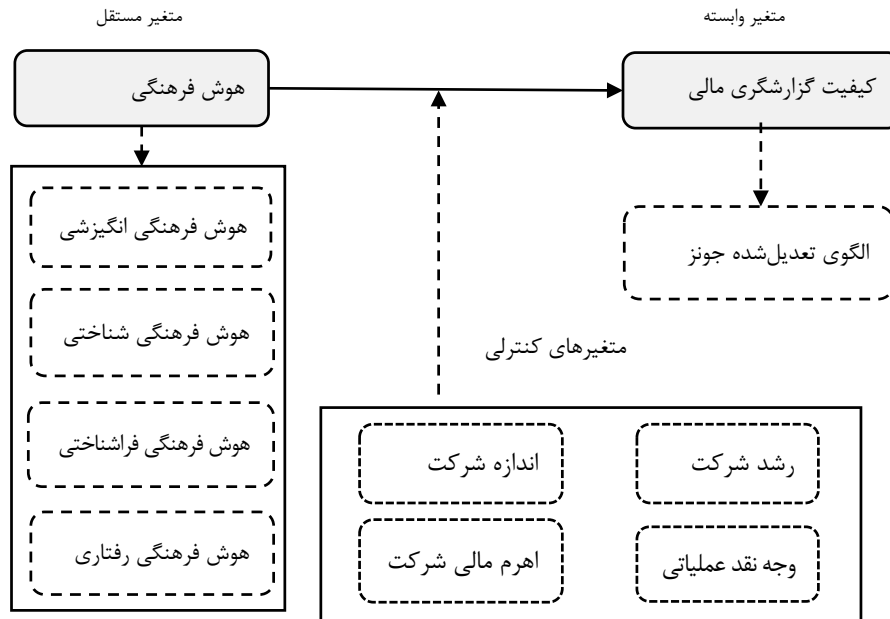 متغیر وابسته
متغیر مستقل
کیفیت گزارشگری مالی
هوش فرهنگی
الگوی تعدیل‌شده جونز
هوش فرهنگی انگیزشی
هوش فرهنگی شناختی
هوش فرهنگی فراشناختی
هوش فرهنگی رفتاری
متغیرهای کنترلی
رشد شرکت
اندازه شرکت
وجه نقد عملیاتی
اهرم مالی شرکت